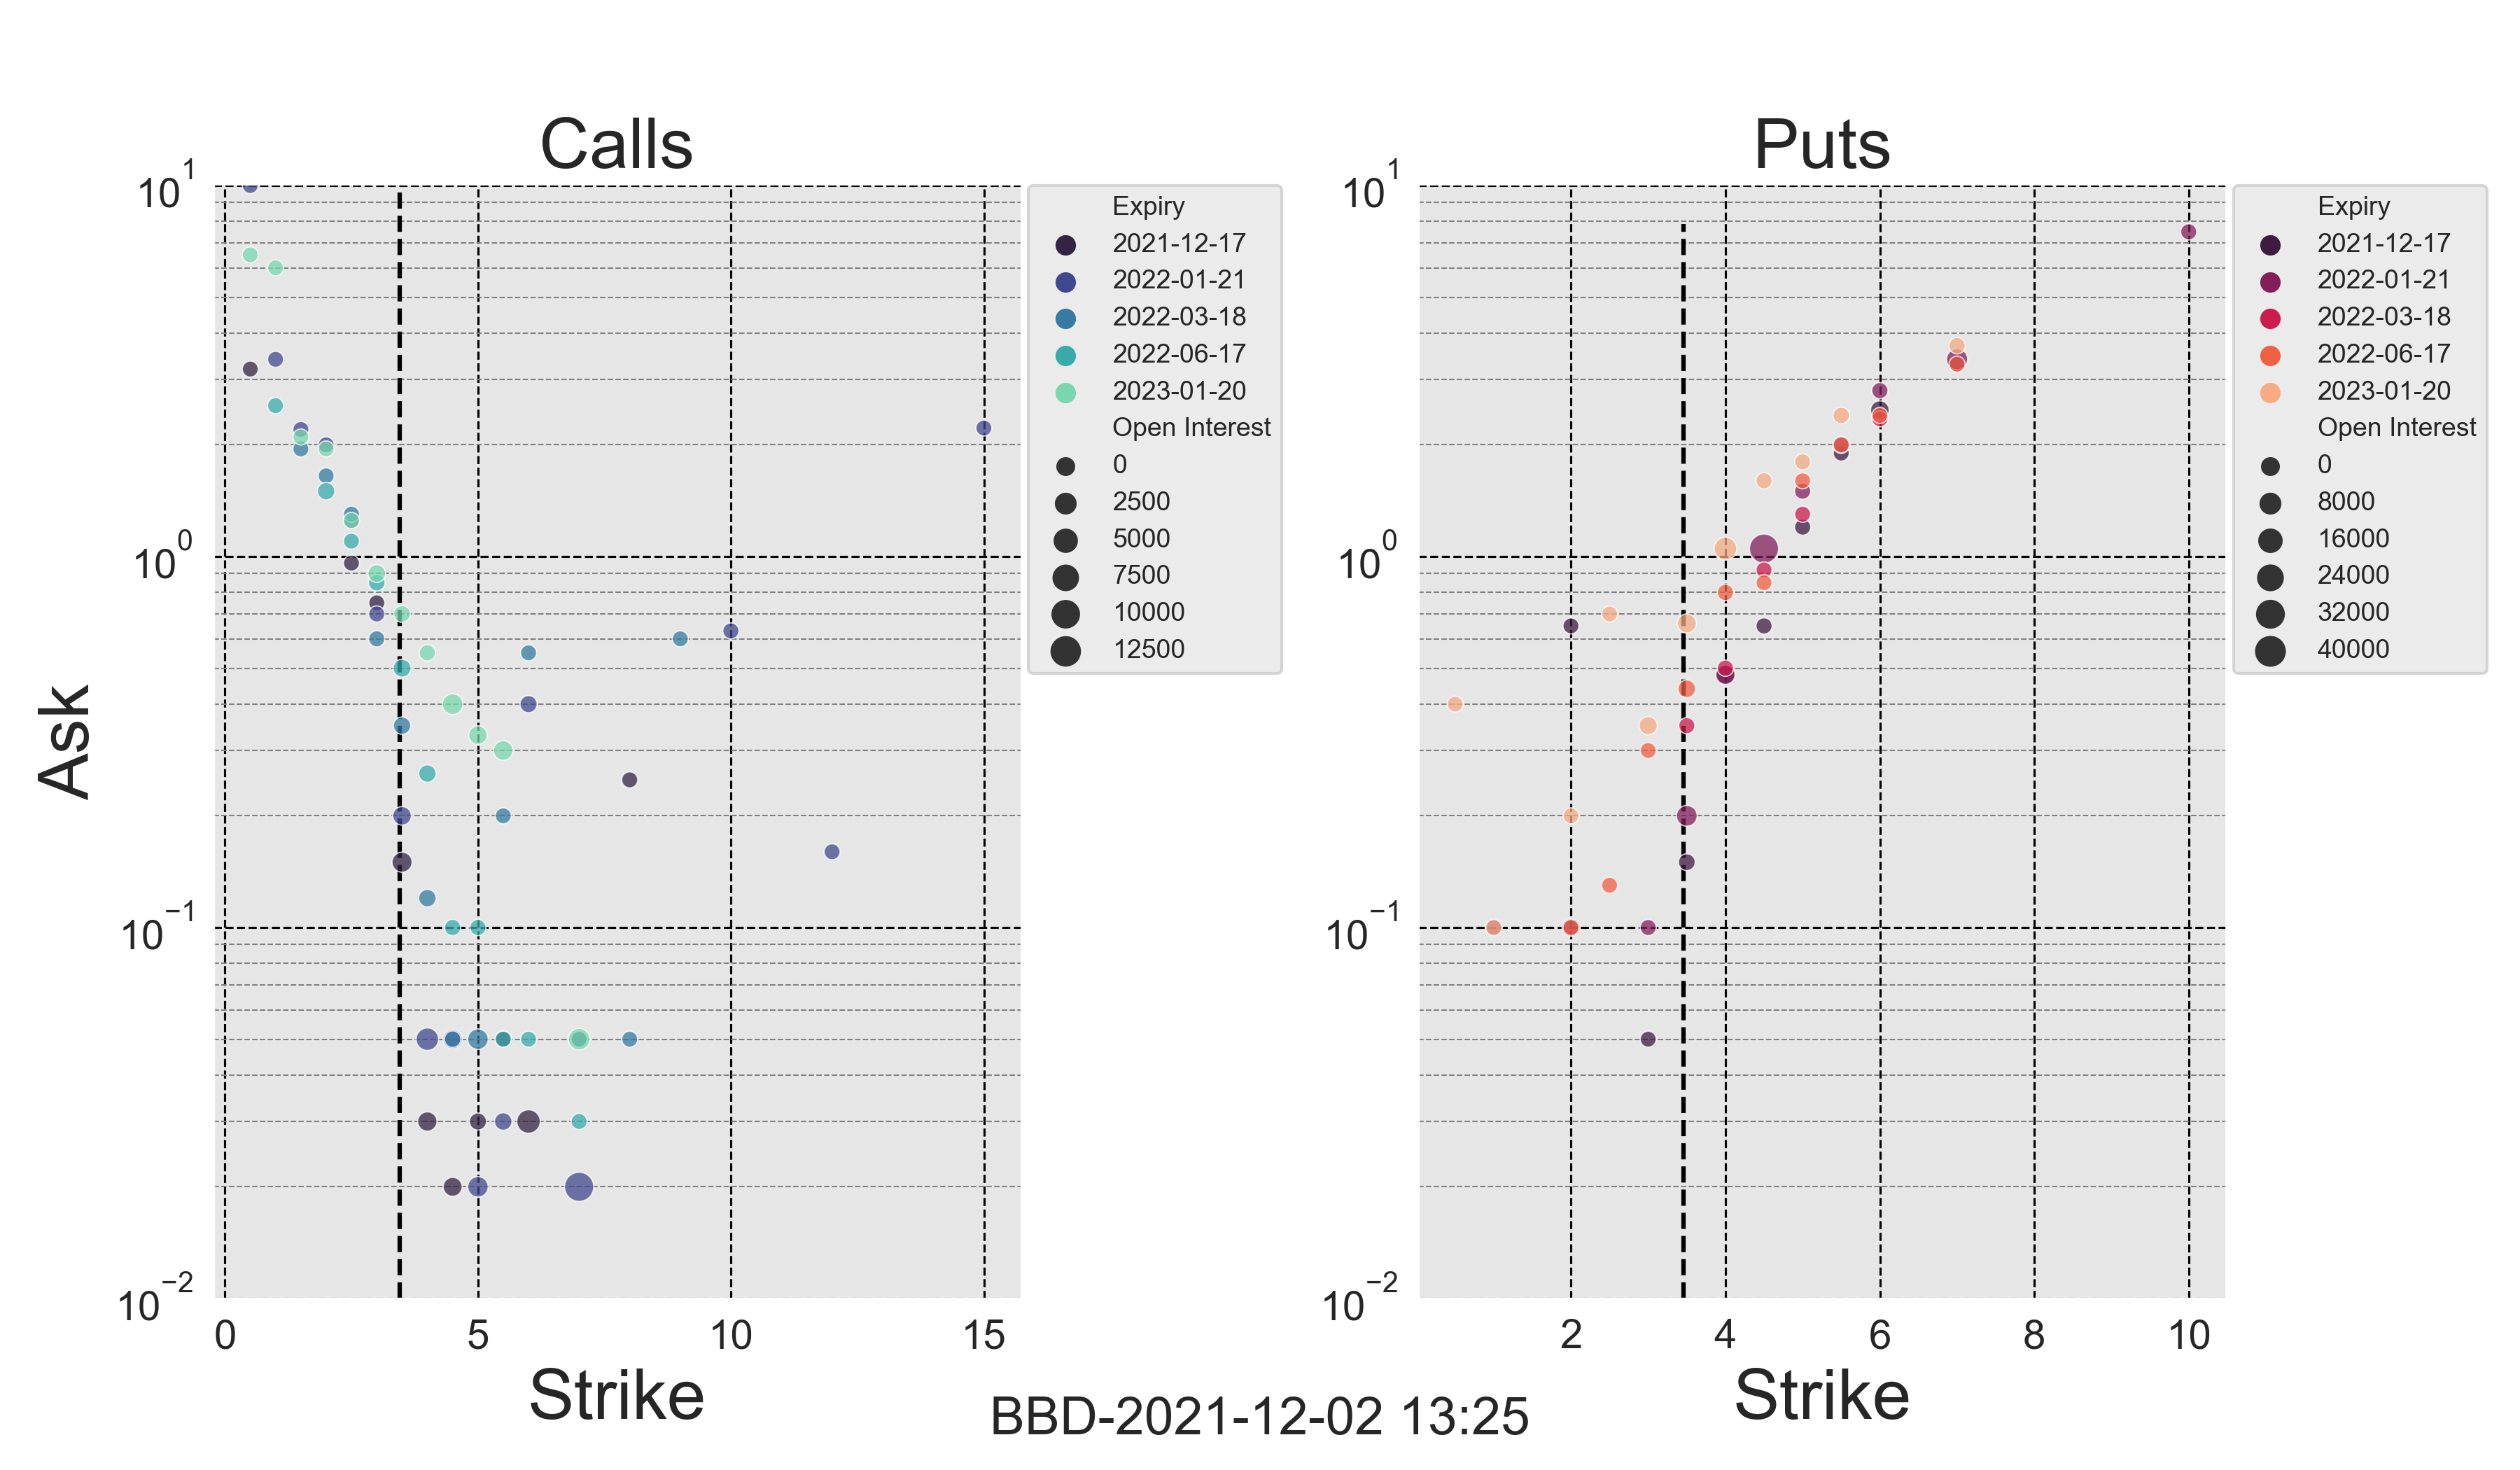 Calls
Puts
Ask
10^1
10^0
10^−1
10^−2
0 5 10 15
Strike
Expiry
2021-12-17
2022-01-21
2022-03-18
2022-06-17
2023-01-20
Open Interest
0
2500
5000
7500
10000
12500
10^1
10^0
10^−1
10^−2
2 4 6 8 10
Strike
Expiry
2021-12-17
2022-01-21
2022-03-18
2022-06-17
2023-01-20
Open Interest
0
8000
16000
24000
32000
40000
BBD-2021-12-02 13:25